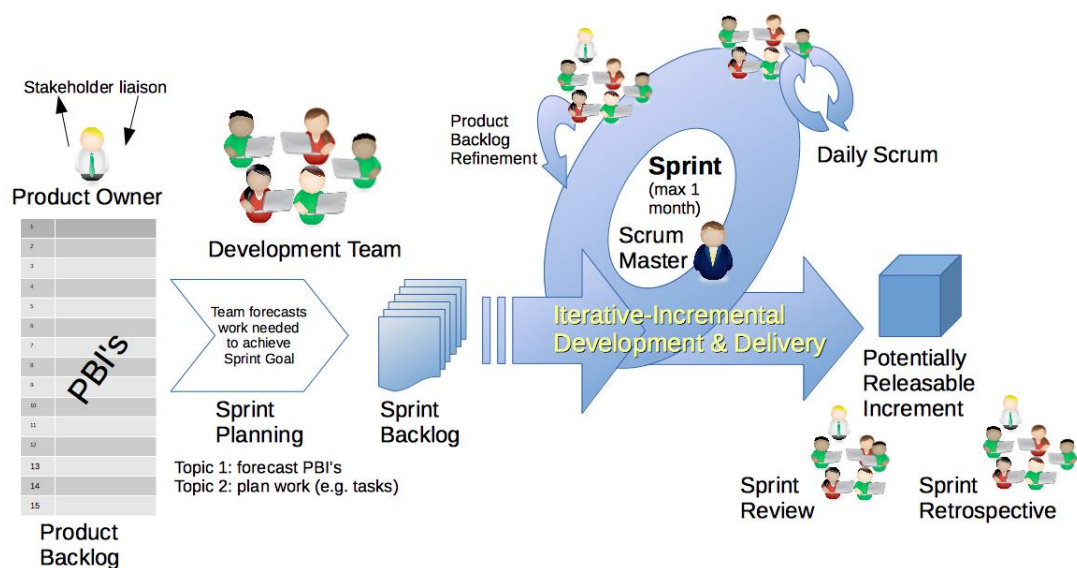 Stakeholder liaison
Product Owner
1
2
3
4
5
6
7
8
9
10
11
12
13
14
15
PBI's
Product
Backlog
Development Team
Team forecasts
work needed
to achieve
Sprint Goal
Sprint
Planning
Topic 1: forecast PBI's
Topic 2: plan work (e.g. tasks)
Sprint
Backlog
Product
Backlog
Refinement
Sprint
(max 1
month)
Scrum
Master
Daily Scrum
Iterative-Incremental
Development & Delivery
Potentially
Releasable
Increment
Sprint
Review
Sprint
Retrospective